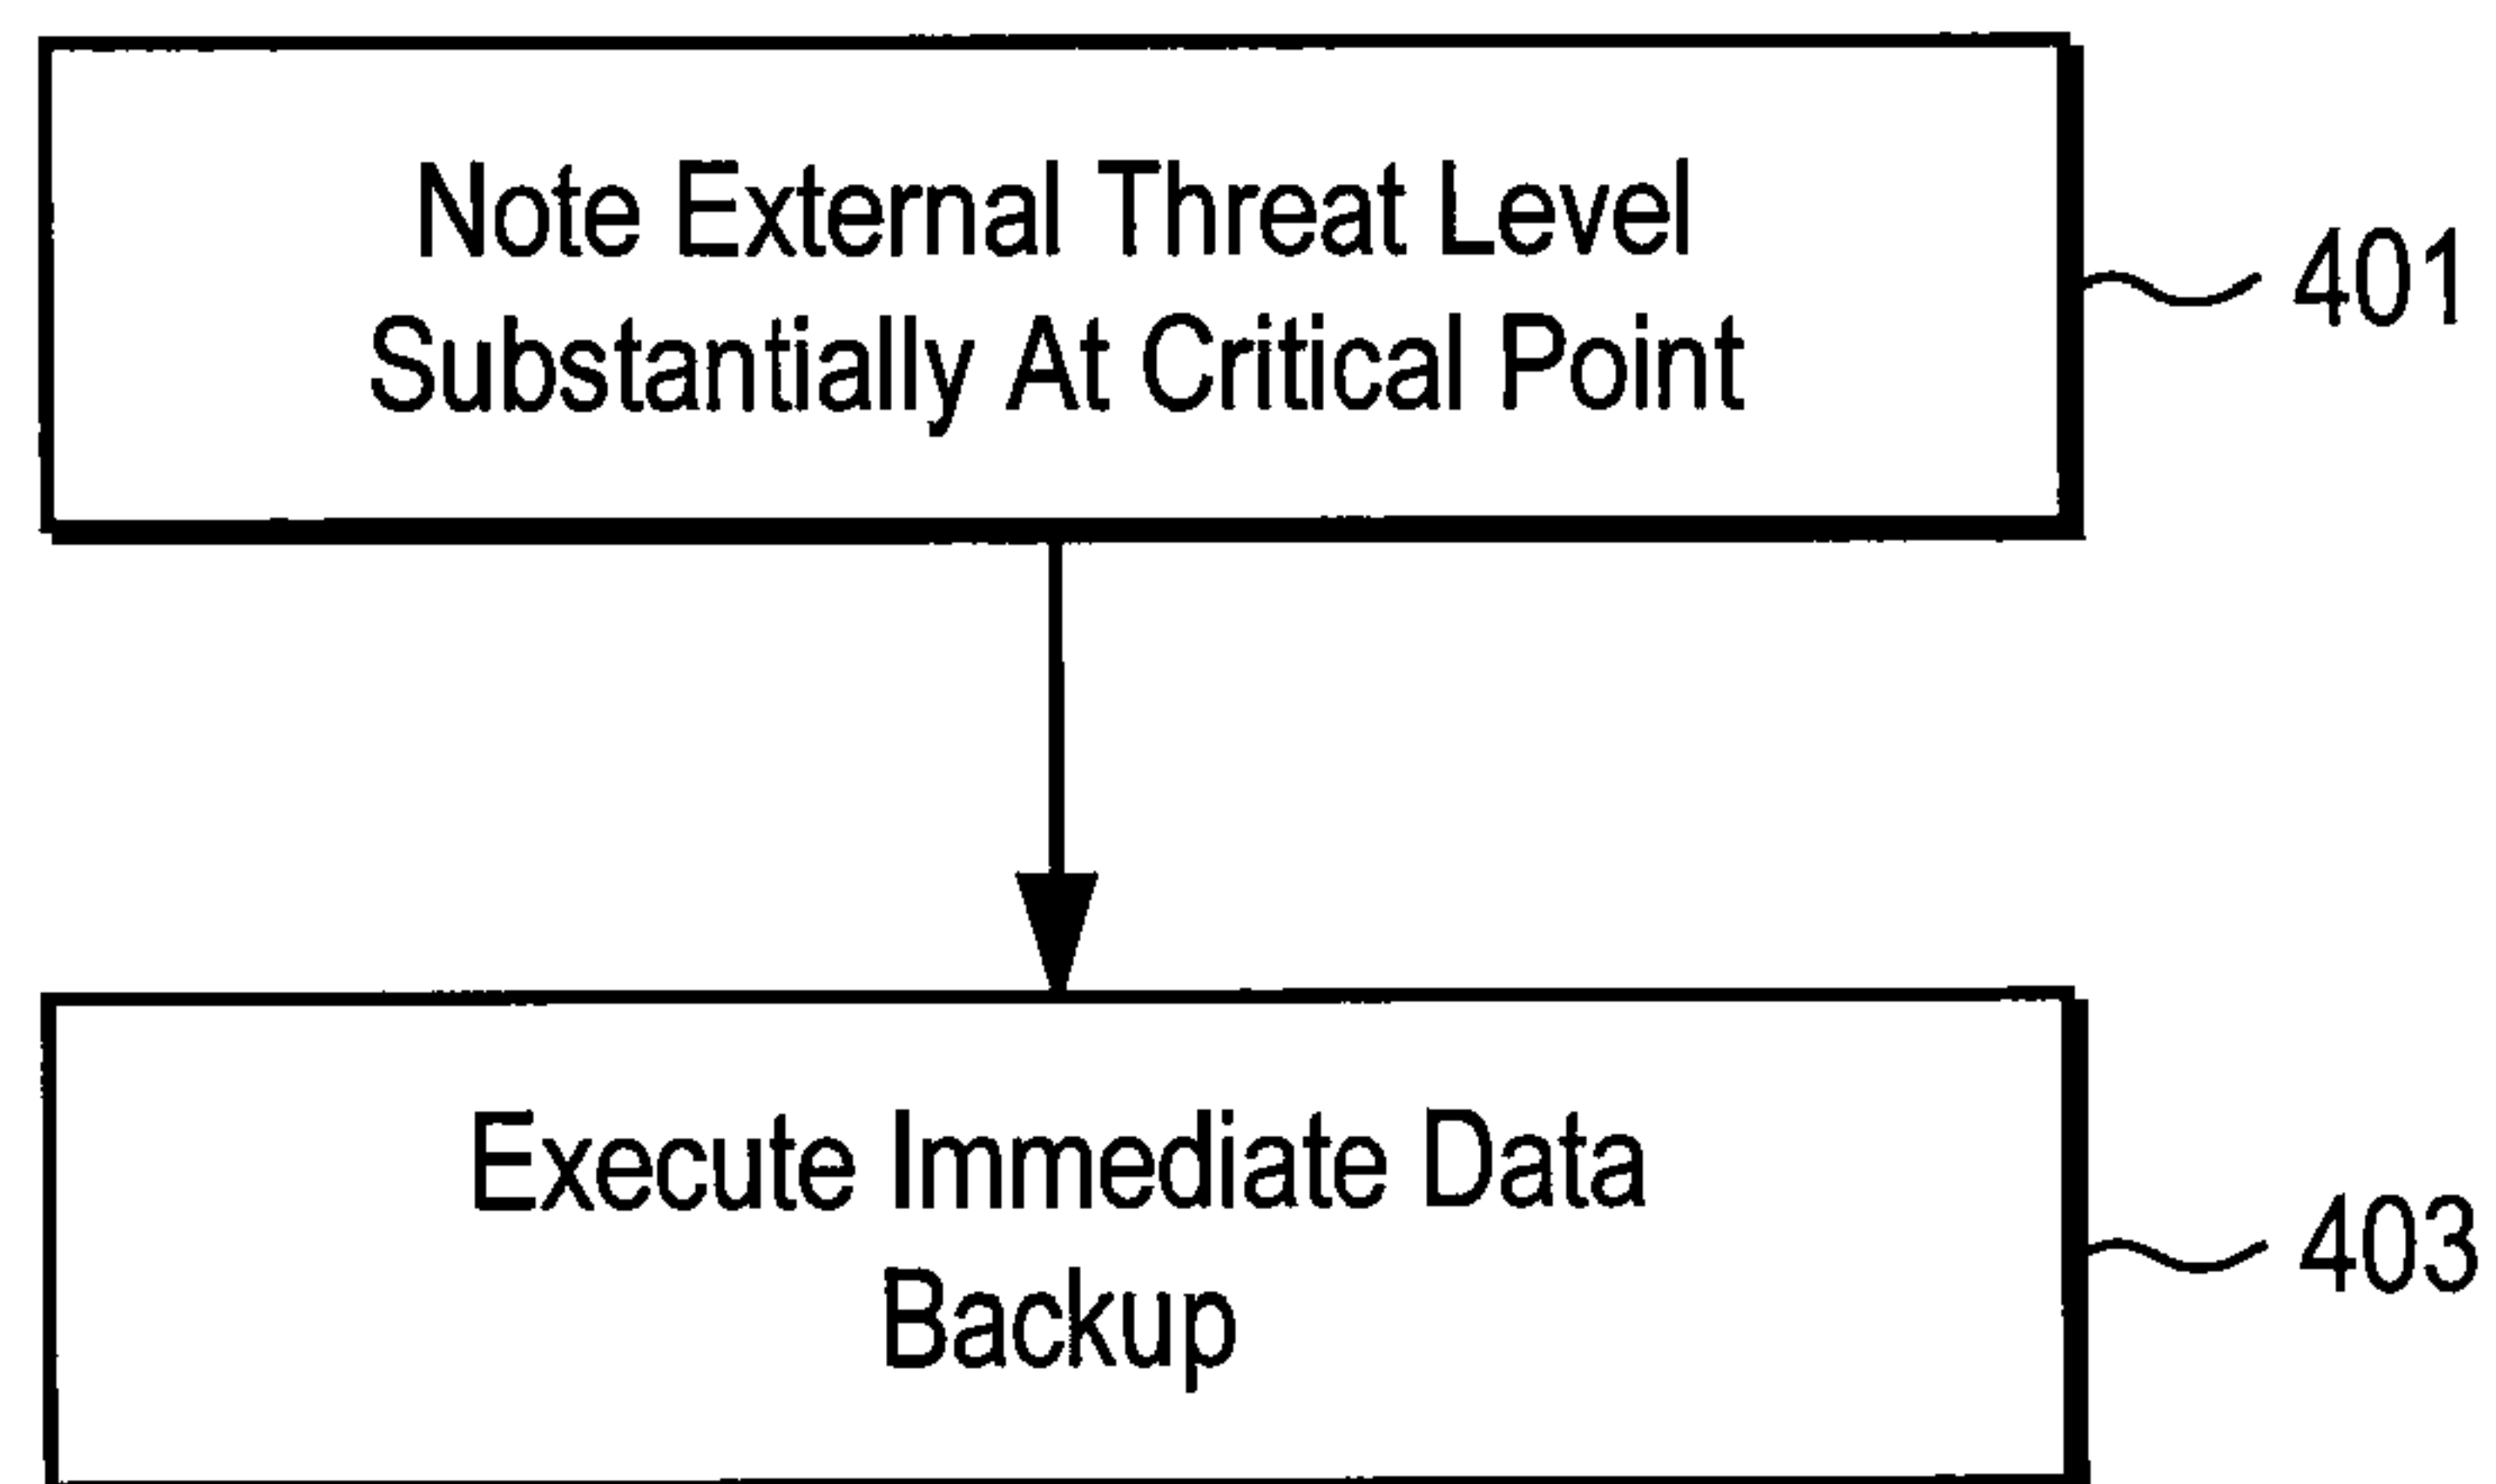 Note External Threat Level
Substantially At Critical Point
401
Execute Immediate Data
Backup
403